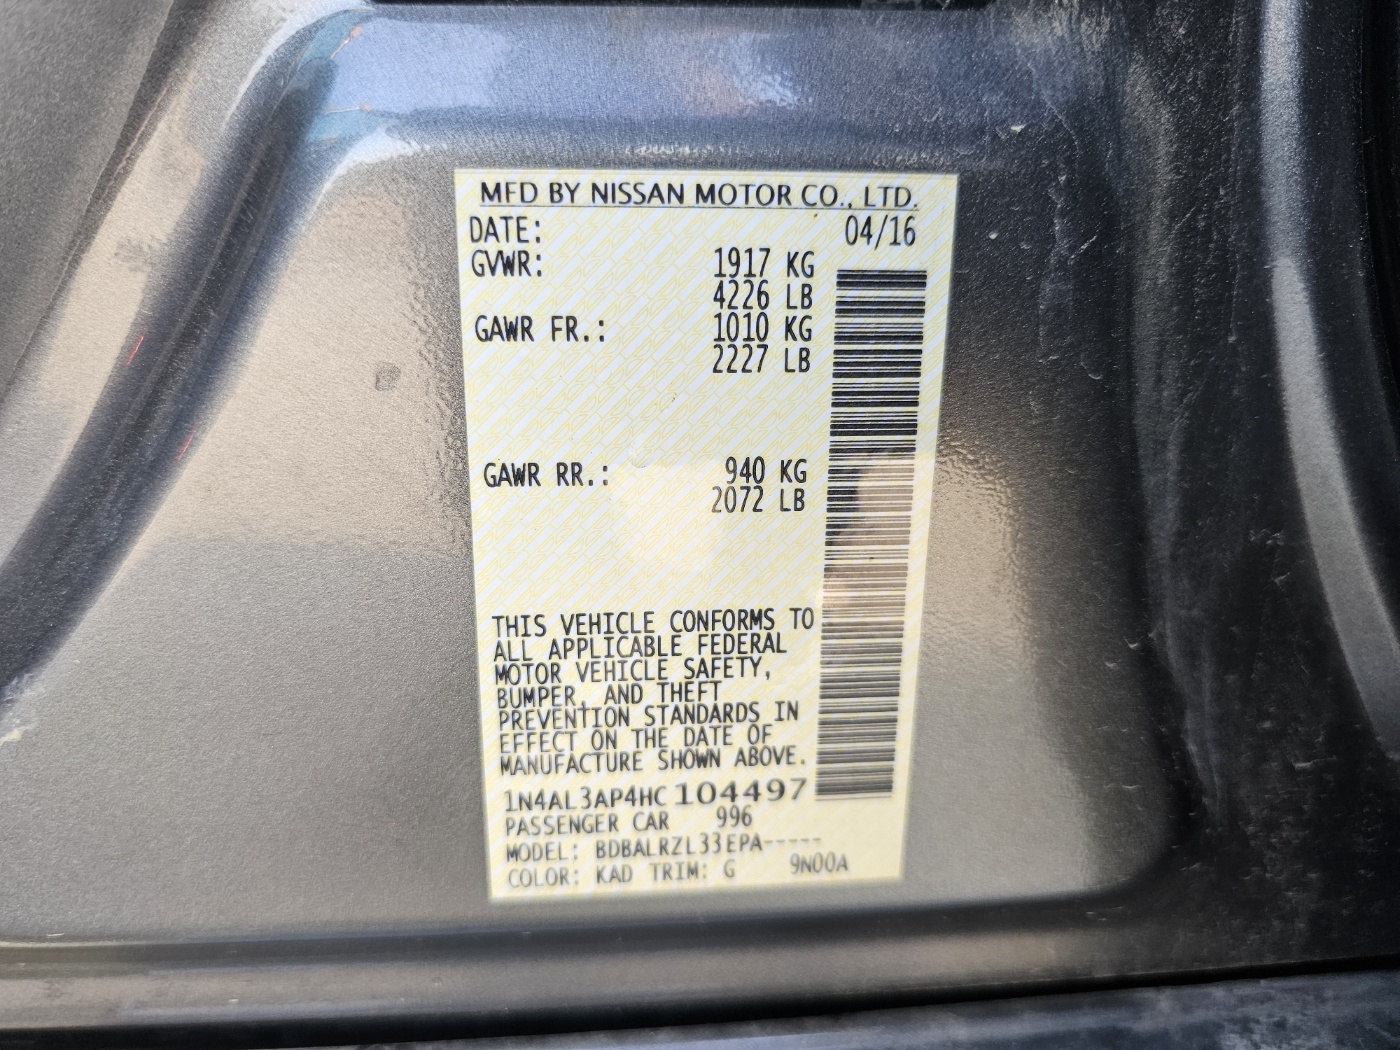 MFD BY NISSAN MOTOR CO., LTD.
DATE: 04/16
GVWR: 1917 KG
4226 LB
GAWR FR.: 1010 KG
2227 LB
GAWR RR.: 940 KG
2072 LB
THIS VEHICLE CONFORMS TO
ALL APPLICABLE FEDERAL
MOTOR VEHICLE SAFETY,
BUMPER, AND THEFT
PREVENTION STANDARDS IN
EFFECT ON THE DATE OF
MANUFACTURE SHOWN ABOVE.
1N4AL3AP4HC104497
PASSENGER CAR 996
MODEL: BDBALRZL33EPA-----
COLOR: KAD TRIM: G 9N00A